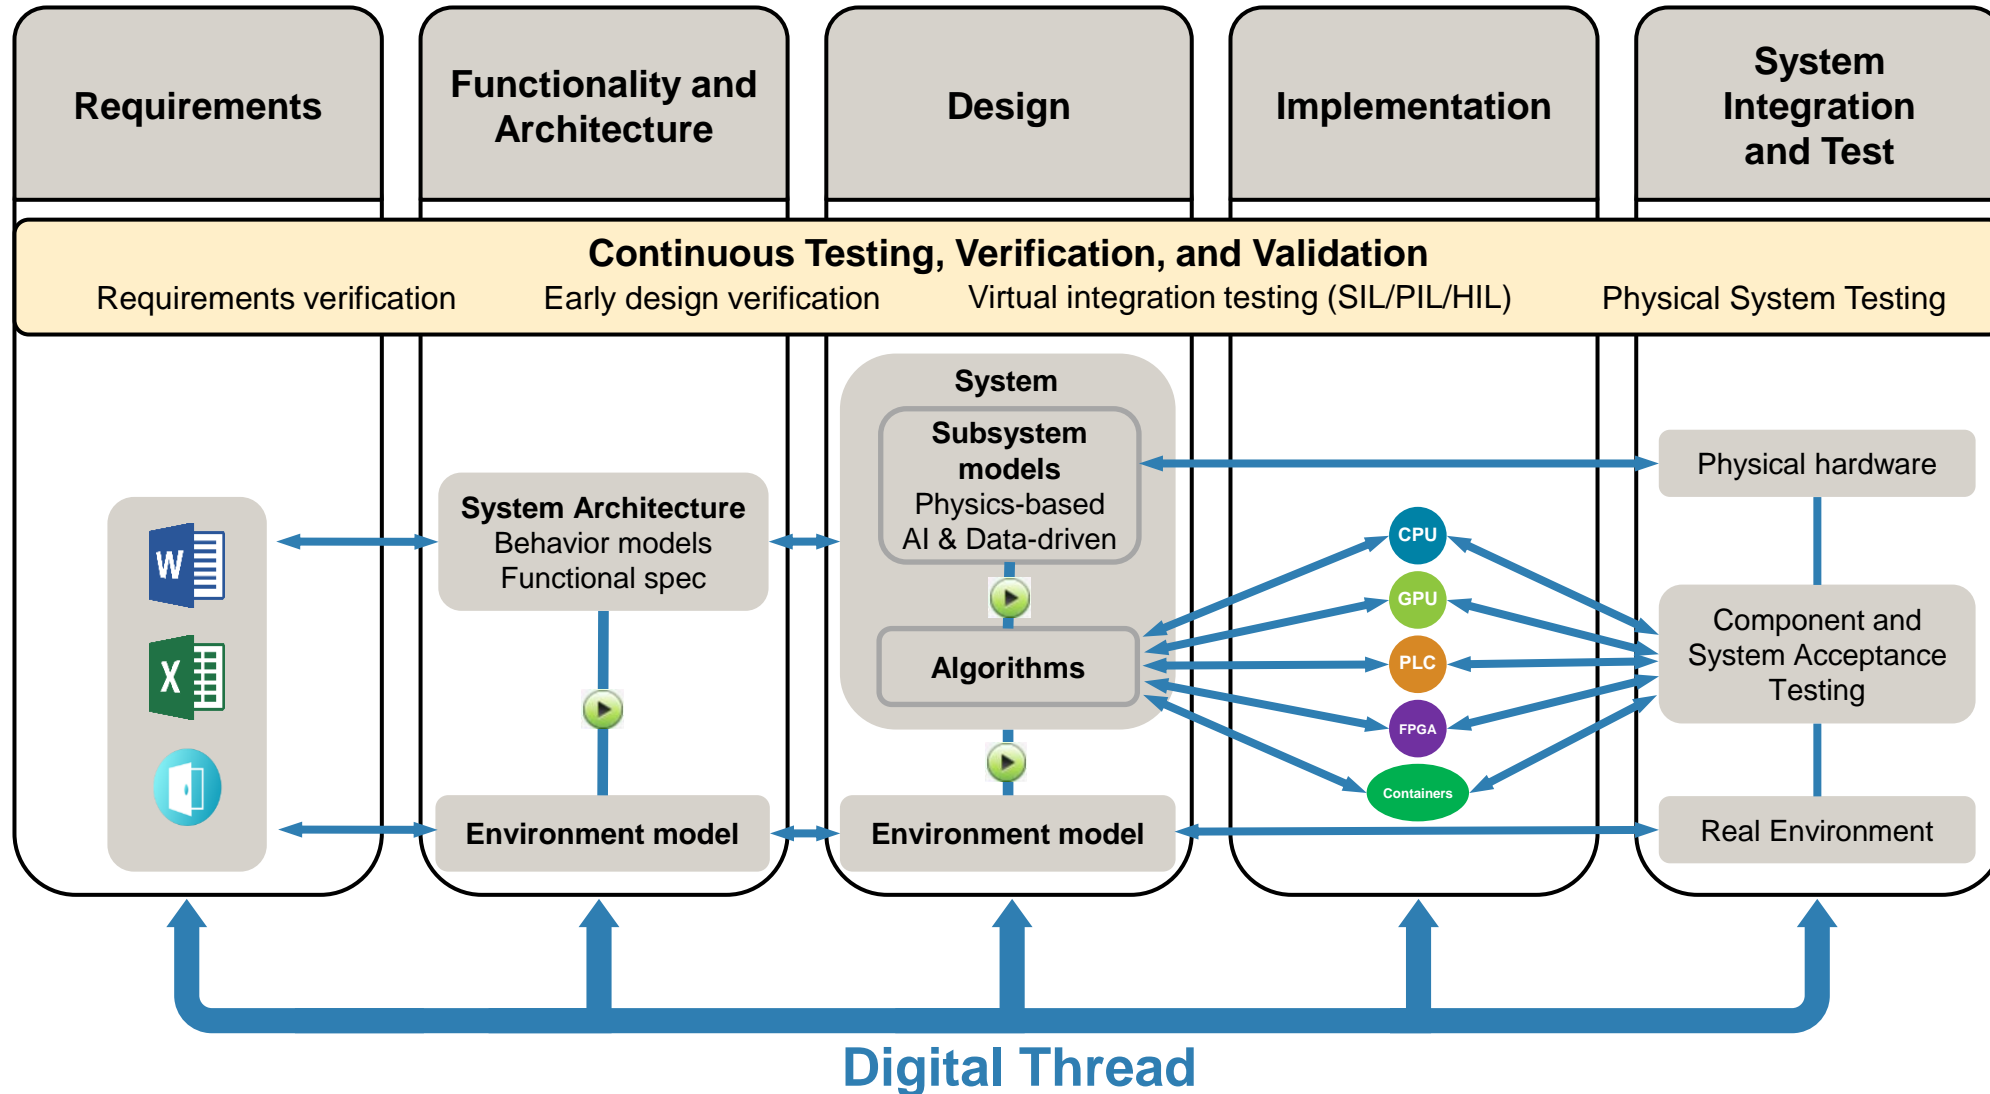 Requirements
Functionality and
Architecture
Design
Implementation
System
Integration
and Test
Continuous Testing, Verification, and Validation
Requirements verification
Early design verification
Virtual integration testing (SIL/PIL/HIL)
Physical System Testing
W
X
System Architecture
Behavior models
Functional spec
Environment model
System
Subsystem
models
Physics-based
AI & Data-driven
Algorithms
Environment model
CPU
GPU
PLC
FPGA
Containers
Physical hardware
Component and
System Acceptance
Testing
Real Environment
Digital Thread